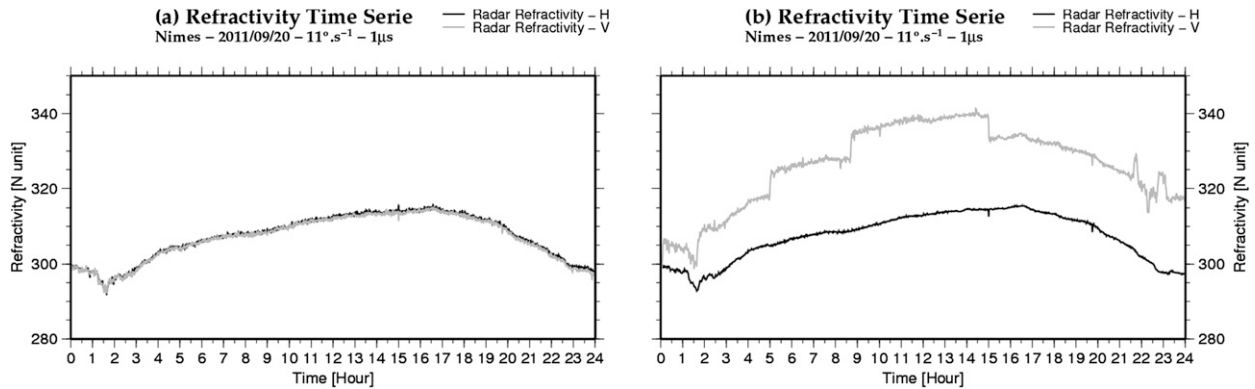 (a) Refractivity Time Serie
Nimes – 2011/09/20 – 11°.s⁻¹ – 1μs
Radar Refractivity – H
Radar Refractivity – V
340
320
300
280
Refractivity [N unit]
0 1 2 3 4 5 6 7 8 9 10 11 12 13 14 15 16 17 18 19 20 21 22 23 24
Time [Hour]
(b) Refractivity Time Serie
Nimes – 2011/09/20 – 11°.s⁻¹ – 1μs
Radar Refractivity – H
Radar Refractivity – V
340
320
300
280
Refractivity [N unit]
0 1 2 3 4 5 6 7 8 9 10 11 12 13 14 15 16 17 18 19 20 21 22 23 24
Time [Hour]